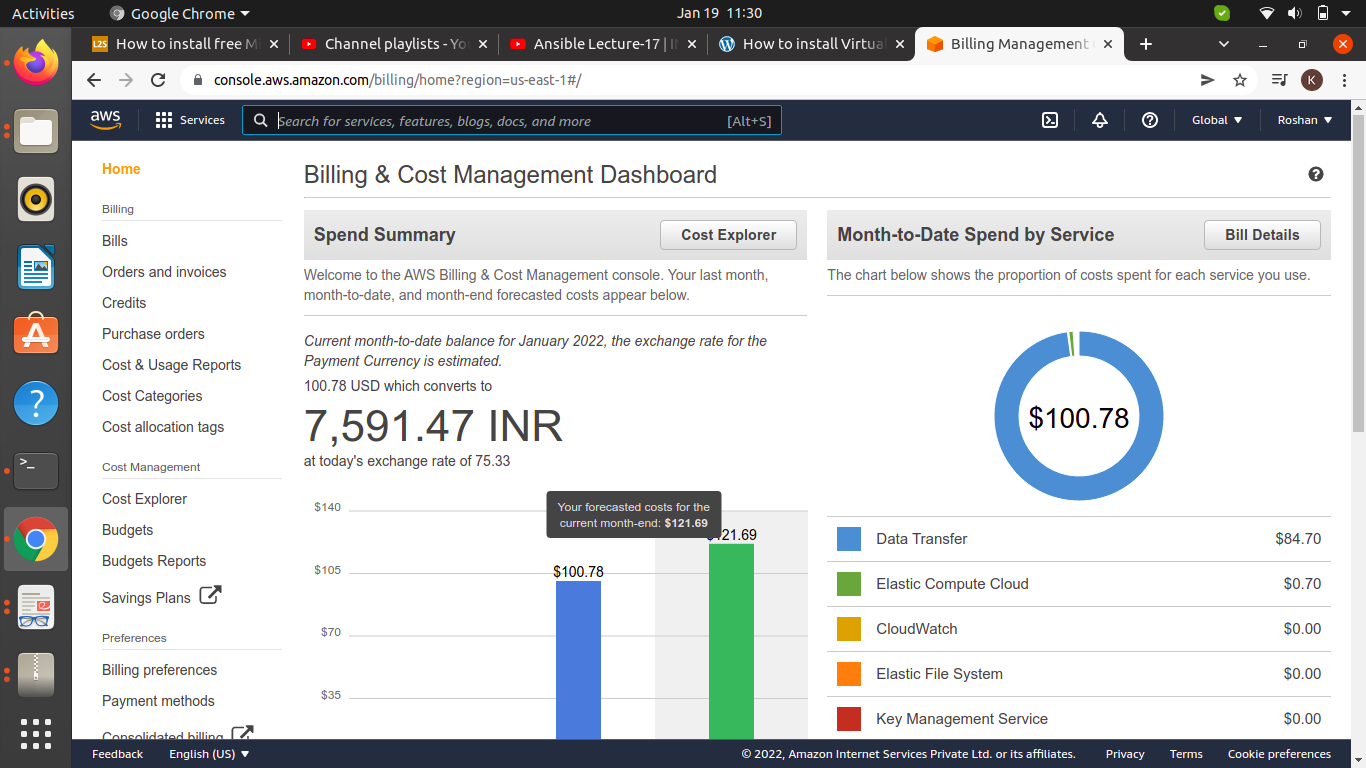 Activities
Google Chrome
Jan 19 11:30
L2S
How to install free M
Channel playlists - Yo
Ansible Lecture-17 | I
How to install Virtua
Billing Management
console.aws.amazon.com/billing/home?region=us-east-1#/
K
aws
Services
Search for services, features, blogs, docs, and more
[Alt+S]
Global
Roshan
Home
Billing
Bills
Orders and invoices
Credits
Purchase orders
Cost & Usage Reports
Cost Categories
Cost allocation tags
Cost Management
Cost Explorer
Budgets
Budgets Reports
Savings Plans
Preferences
Billing preferences
Payment methods
Consolidated billing
Billing & Cost Management Dashboard
Spend Summary
Cost Explorer
Welcome to the AWS Billing & Cost Management console. Your last month,
month-to-date, and month-end forecasted costs appear below.
Current month-to-date balance for January 2022, the exchange rate for the
Payment Currency is estimated.
100.78 USD which converts to
7,591.47 INR
at today's exchange rate of 75.33
Your forecasted costs for the
current month-end: $121.69
$140
$105
$70
$35
$100.78
$121.69
Month-to-Date Spend by Service
Bill Details
The chart below shows the proportion of costs spent for each service you use.
$100.78
Data Transfer $84.70
Elastic Compute Cloud $0.70
CloudWatch $0.00
Elastic File System $0.00
Key Management Service $0.00
Feedback
English (US)
© 2022, Amazon Internet Services Private Ltd. or its affiliates.
Privacy
Terms
Cookie preferences